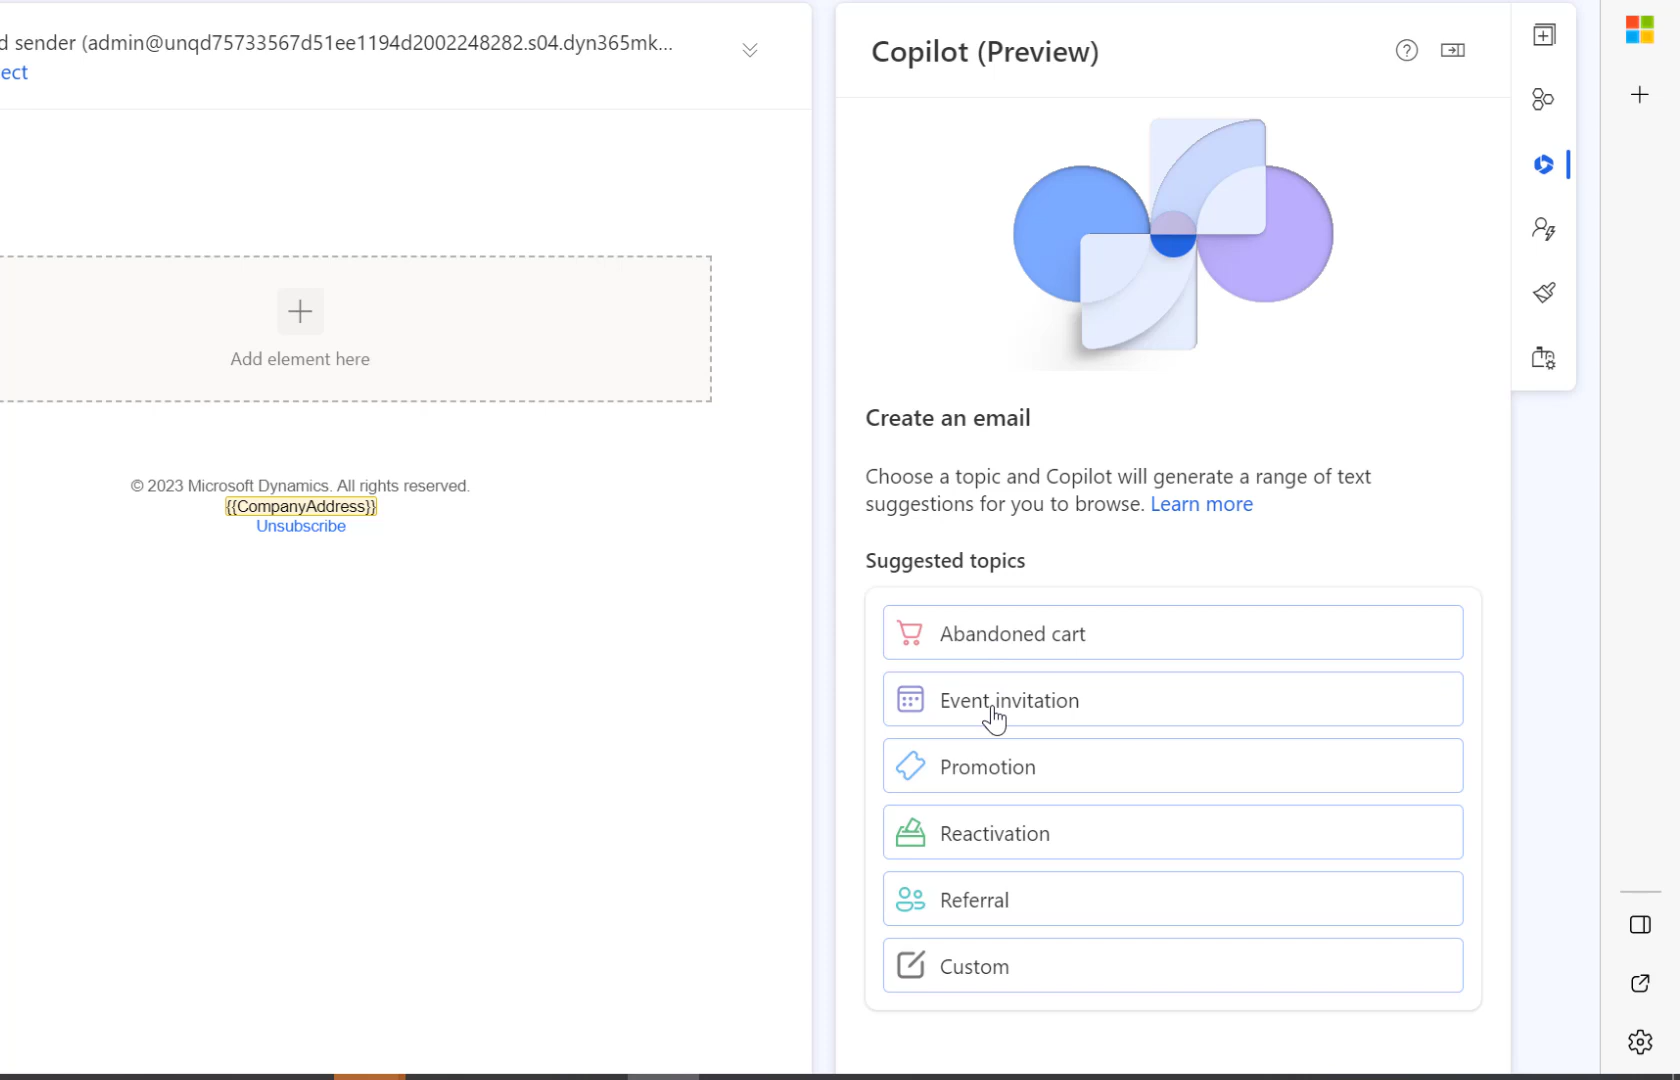 d sender (admin@unqd75733567d51ee1194d2002248282.s04.dyn365mk...
ect
Add element here
© 2023 Microsoft Dynamics. All rights reserved.
{{CompanyAddress}}
Unsubscribe
Copilot (Preview)
Create an email
Choose a topic and Copilot will generate a range of text
suggestions for you to browse. Learn more
Suggested topics
Abandoned cart
Event invitation
Promotion
Reactivation
Referral
Custom